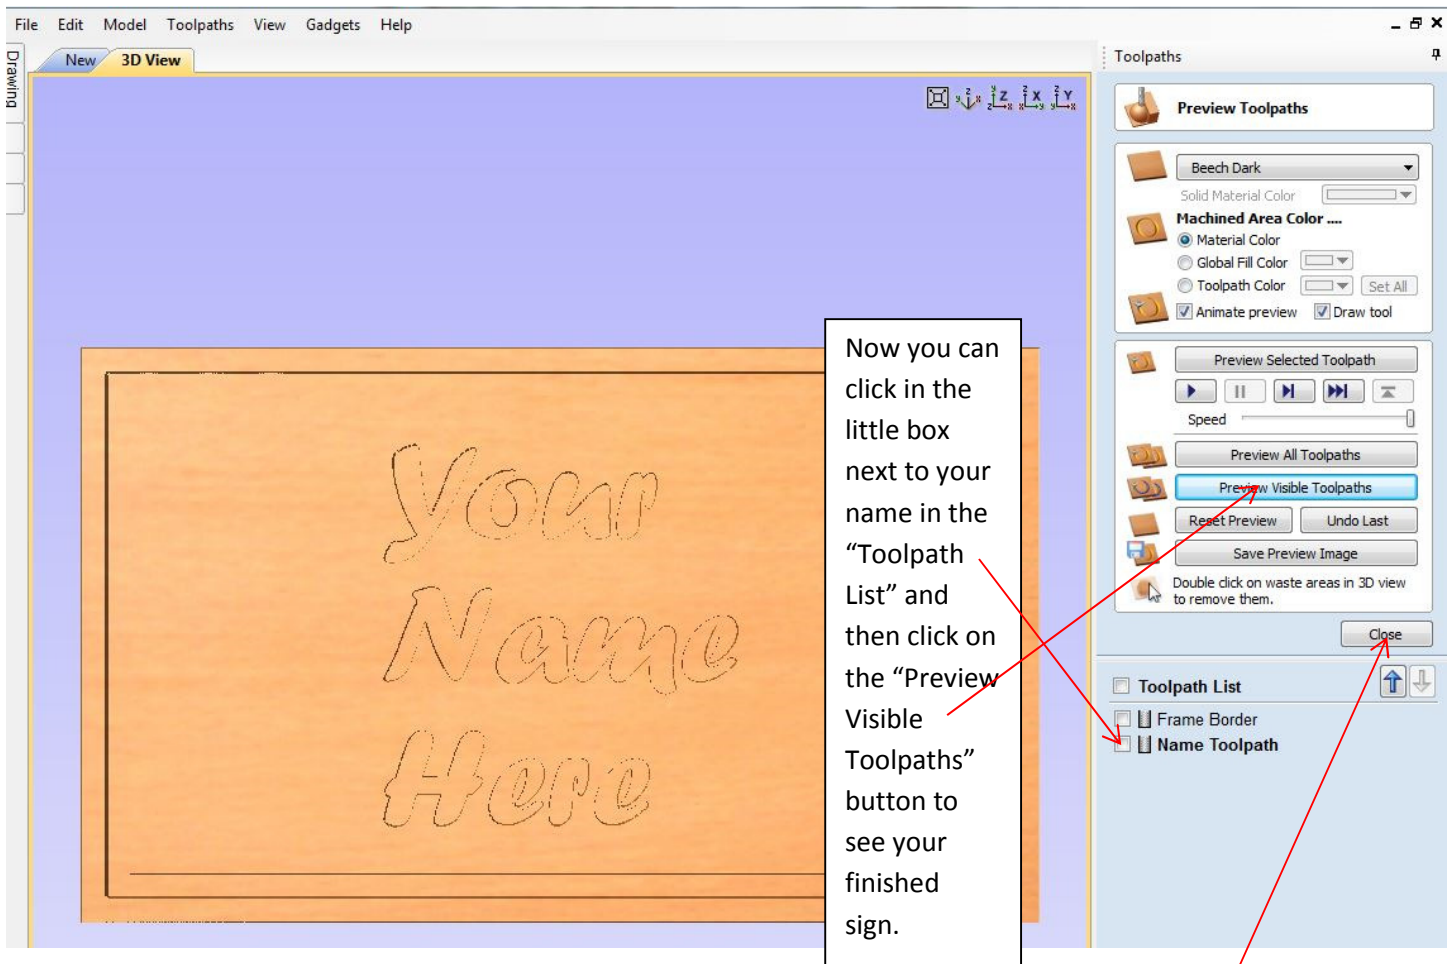 File Edit Model Toolpaths View Gadgets Help
Drawing
New 3D View
Your
Name
Here
Now you can
click in the
little box
next to your
name in the
“Toolpath
List” and
then click on
the “Preview
Visible
Toolpaths”
button to
see your
finished
sign.
Toolpaths
Preview Toolpaths
Beech Dark
Solid Material Color
Machined Area Color ....
Material Color
Global Fill Color
Toolpath Color Set All
Animate preview Draw tool
Preview Selected Toolpath
Speed
Preview All Toolpaths
Preview Visible Toolpaths
Reset Preview Undo Last
Save Preview Image
Double click on waste areas in 3D view
to remove them.
Close
Toolpath List
Frame Border
Name Toolpath